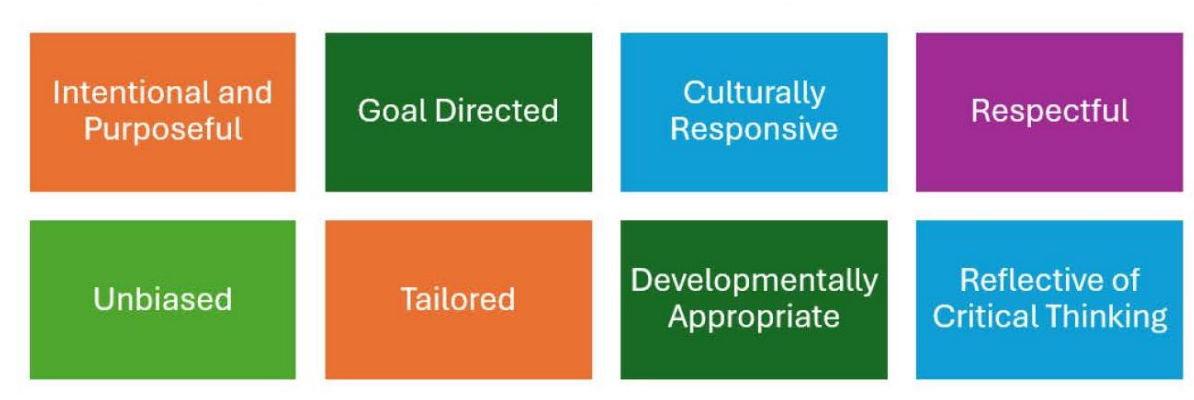 Intentional and
Purposeful
Goal Directed
Culturally
Responsive
Respectful
Unbiased
Tailored
Developmentally
Appropriate
Reflective of
Critical Thinking